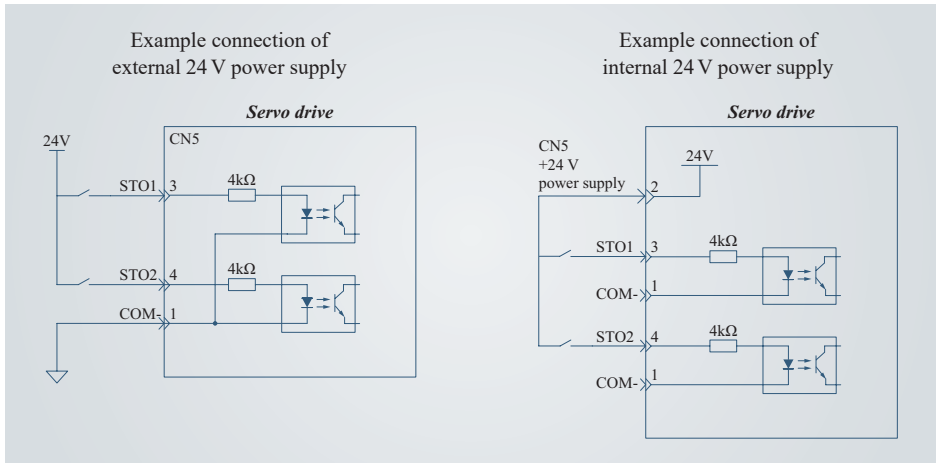 Example connection of
external 24 V power supply
Servo drive
24V
CN5
STO1
3
4kΩ
STO2
4
4kΩ
COM-
1
Example connection of
internal 24 V power supply
Servo drive
CN5
+24 V
power supply
2
24V
STO1
3
4kΩ
COM-
1
STO2
4
4kΩ
COM-
1